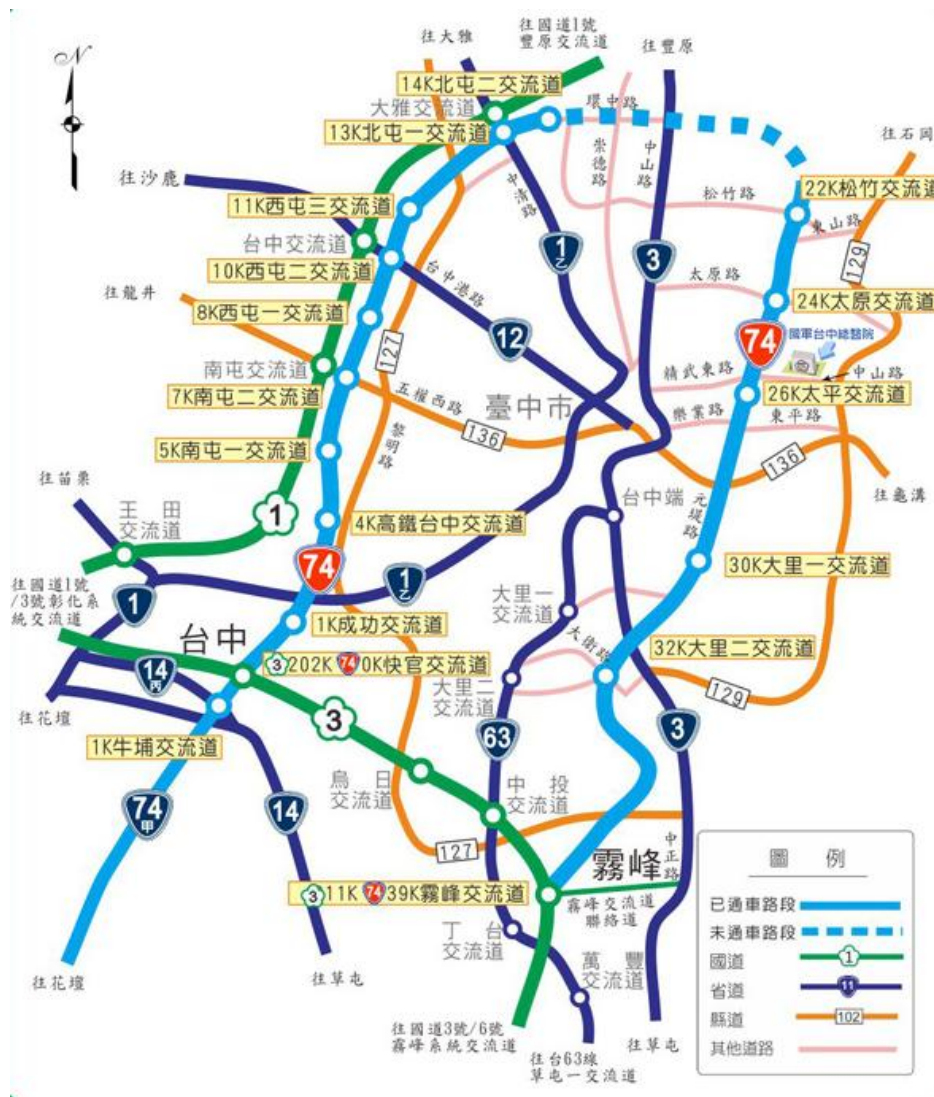 往國道1號
豐原交流道
往大雅
往豐原
N
14K北屯二交流道
大雅交流道
環中路
13K北屯一交流道
往石岡
崇德路
中山路
往沙鹿
中清路
松竹路
22K松竹交流道
11K西屯三交流道
東山路
台中交流道
1乙
3
129
10K西屯二交流道
台中港路
太原路
往龍井
24K太原交流道
8K西屯一交流道
127
12
74
國軍台中總醫院
南屯交流道
精武東路
中山路
7K南屯二交流道
五權西路
臺中市
26K太平交流道
樂業路
東平路
136
黎明路
5K南屯一交流道
136
往苗栗
往龜溝
台中端
元堤路
王田
交流道
1
4K高鐵台中交流道
74
30K大里一交流道
往國道1號
/3號彰化系
統交流道
1
1乙
大里一
交流道
1K成功交流道
台中
大衛路
32K大里二交流道
3 202K 74 0K快官交流道
14丙
大里二
交流道
129
往花壇
3
63
3
1K牛埔交流道
烏日
交流道
中投
交流道
74甲
14
127
霧峰
中正路
圖例
3 11K 74 39K霧峰交流道
霧峰交流道
聯絡道
已通車路段
未通車路段
丁台
交流道
國道 1
往花壇
往草屯
萬豐
交流道
省道 11
縣道 102
往國道3號/6號
霧峰系統交流道
往草屯
其他道路
往台63線
草屯一交流道